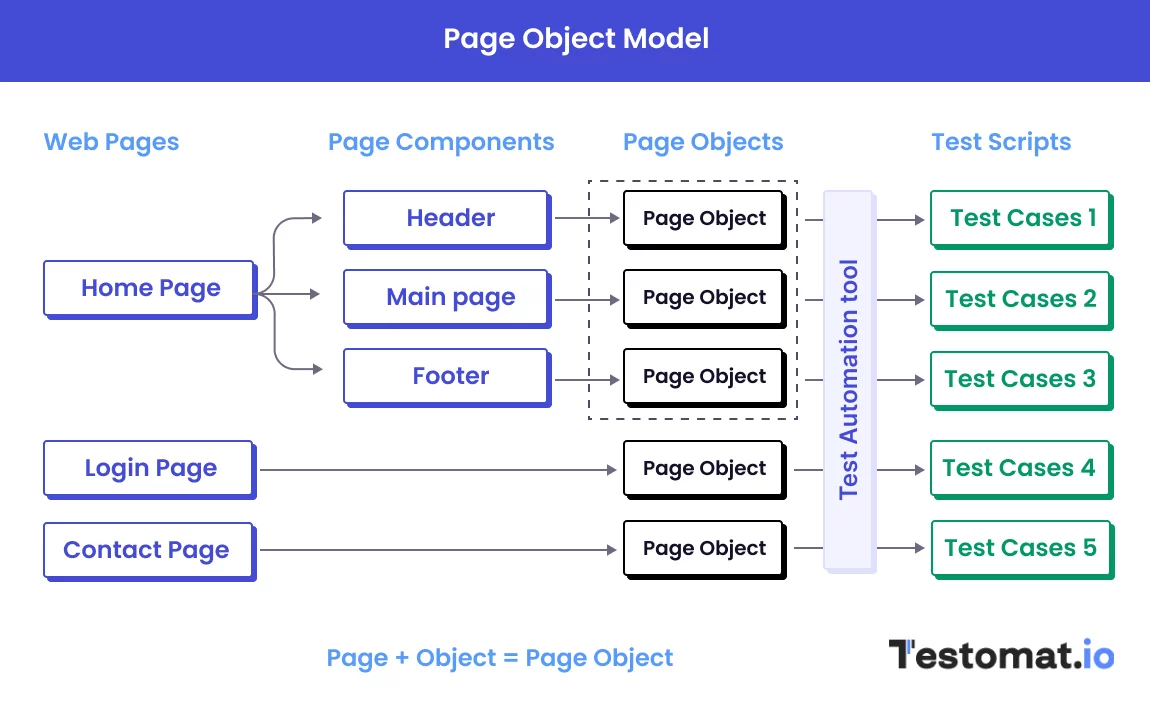 Page Object Model
Web Pages
Page Components
Page Objects
Test Scripts
Home Page
Header
Page Object
Test Cases 1
Main page
Page Object
Test Cases 2
Footer
Page Object
Test Cases 3
Test Automation tool
Login Page
Page Object
Test Cases 4
Contact Page
Page Object
Test Cases 5
Page + Object = Page Object
Testomat.io